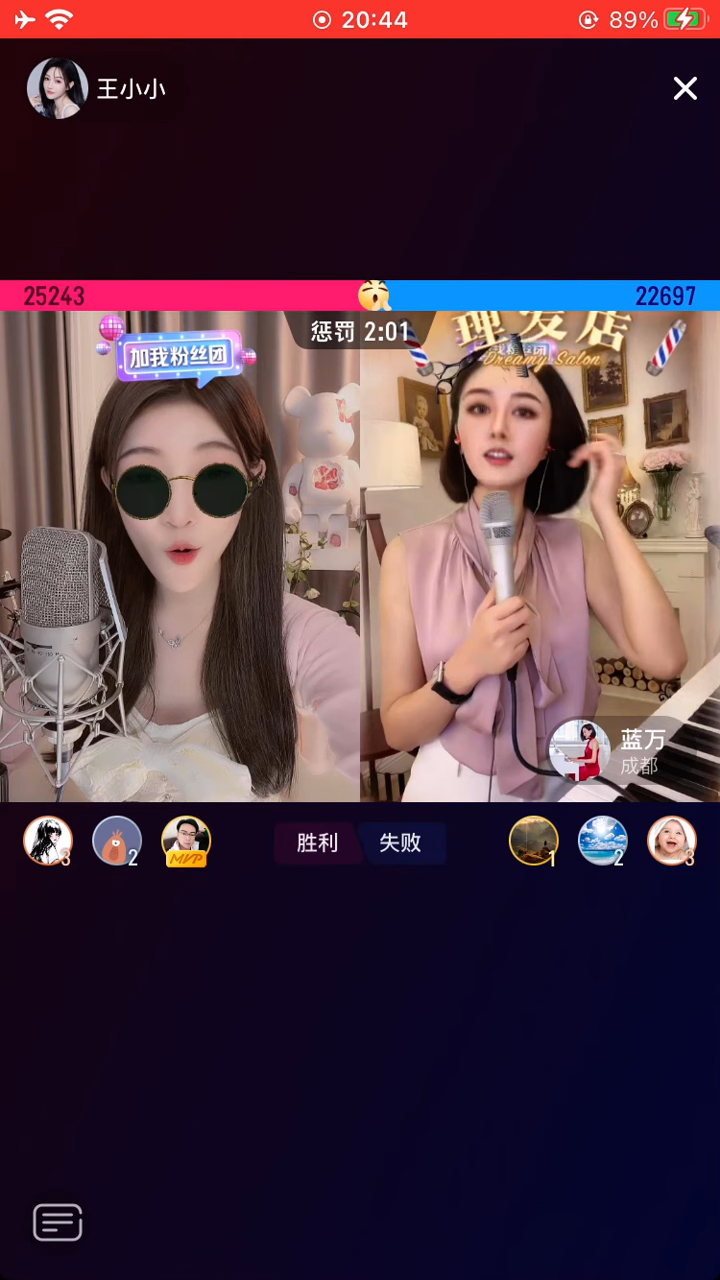 20:44
89%
王小小
25243
22697
惩罚 2:01
加我粉丝团
理发店
Dreamy Salon
蓝万
成都
3
2
MVP
胜利
失败
1
2
3